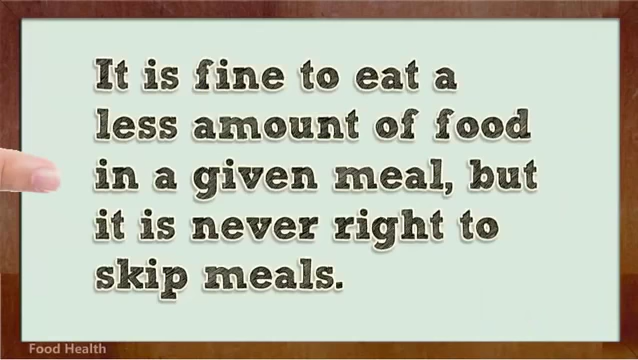 It is fine to eat a
less amount of food
in a given meal, but
it is never right to
skip meals.
Food Health